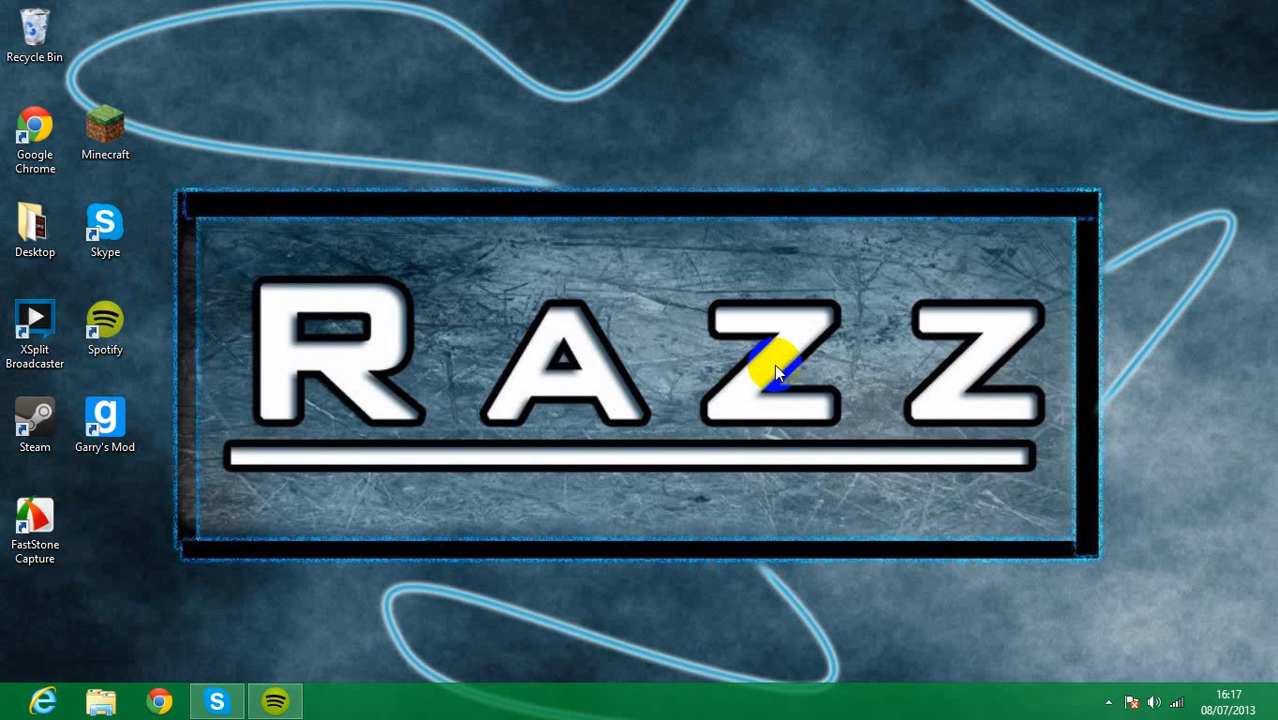 Recycle Bin
Google
Chrome
Minecraft
Desktop
Skype
XSplit
Broadcaster
Spotify
Steam
Garry's Mod
FastStone
Capture
RAZZ
16:17
08/07/2013